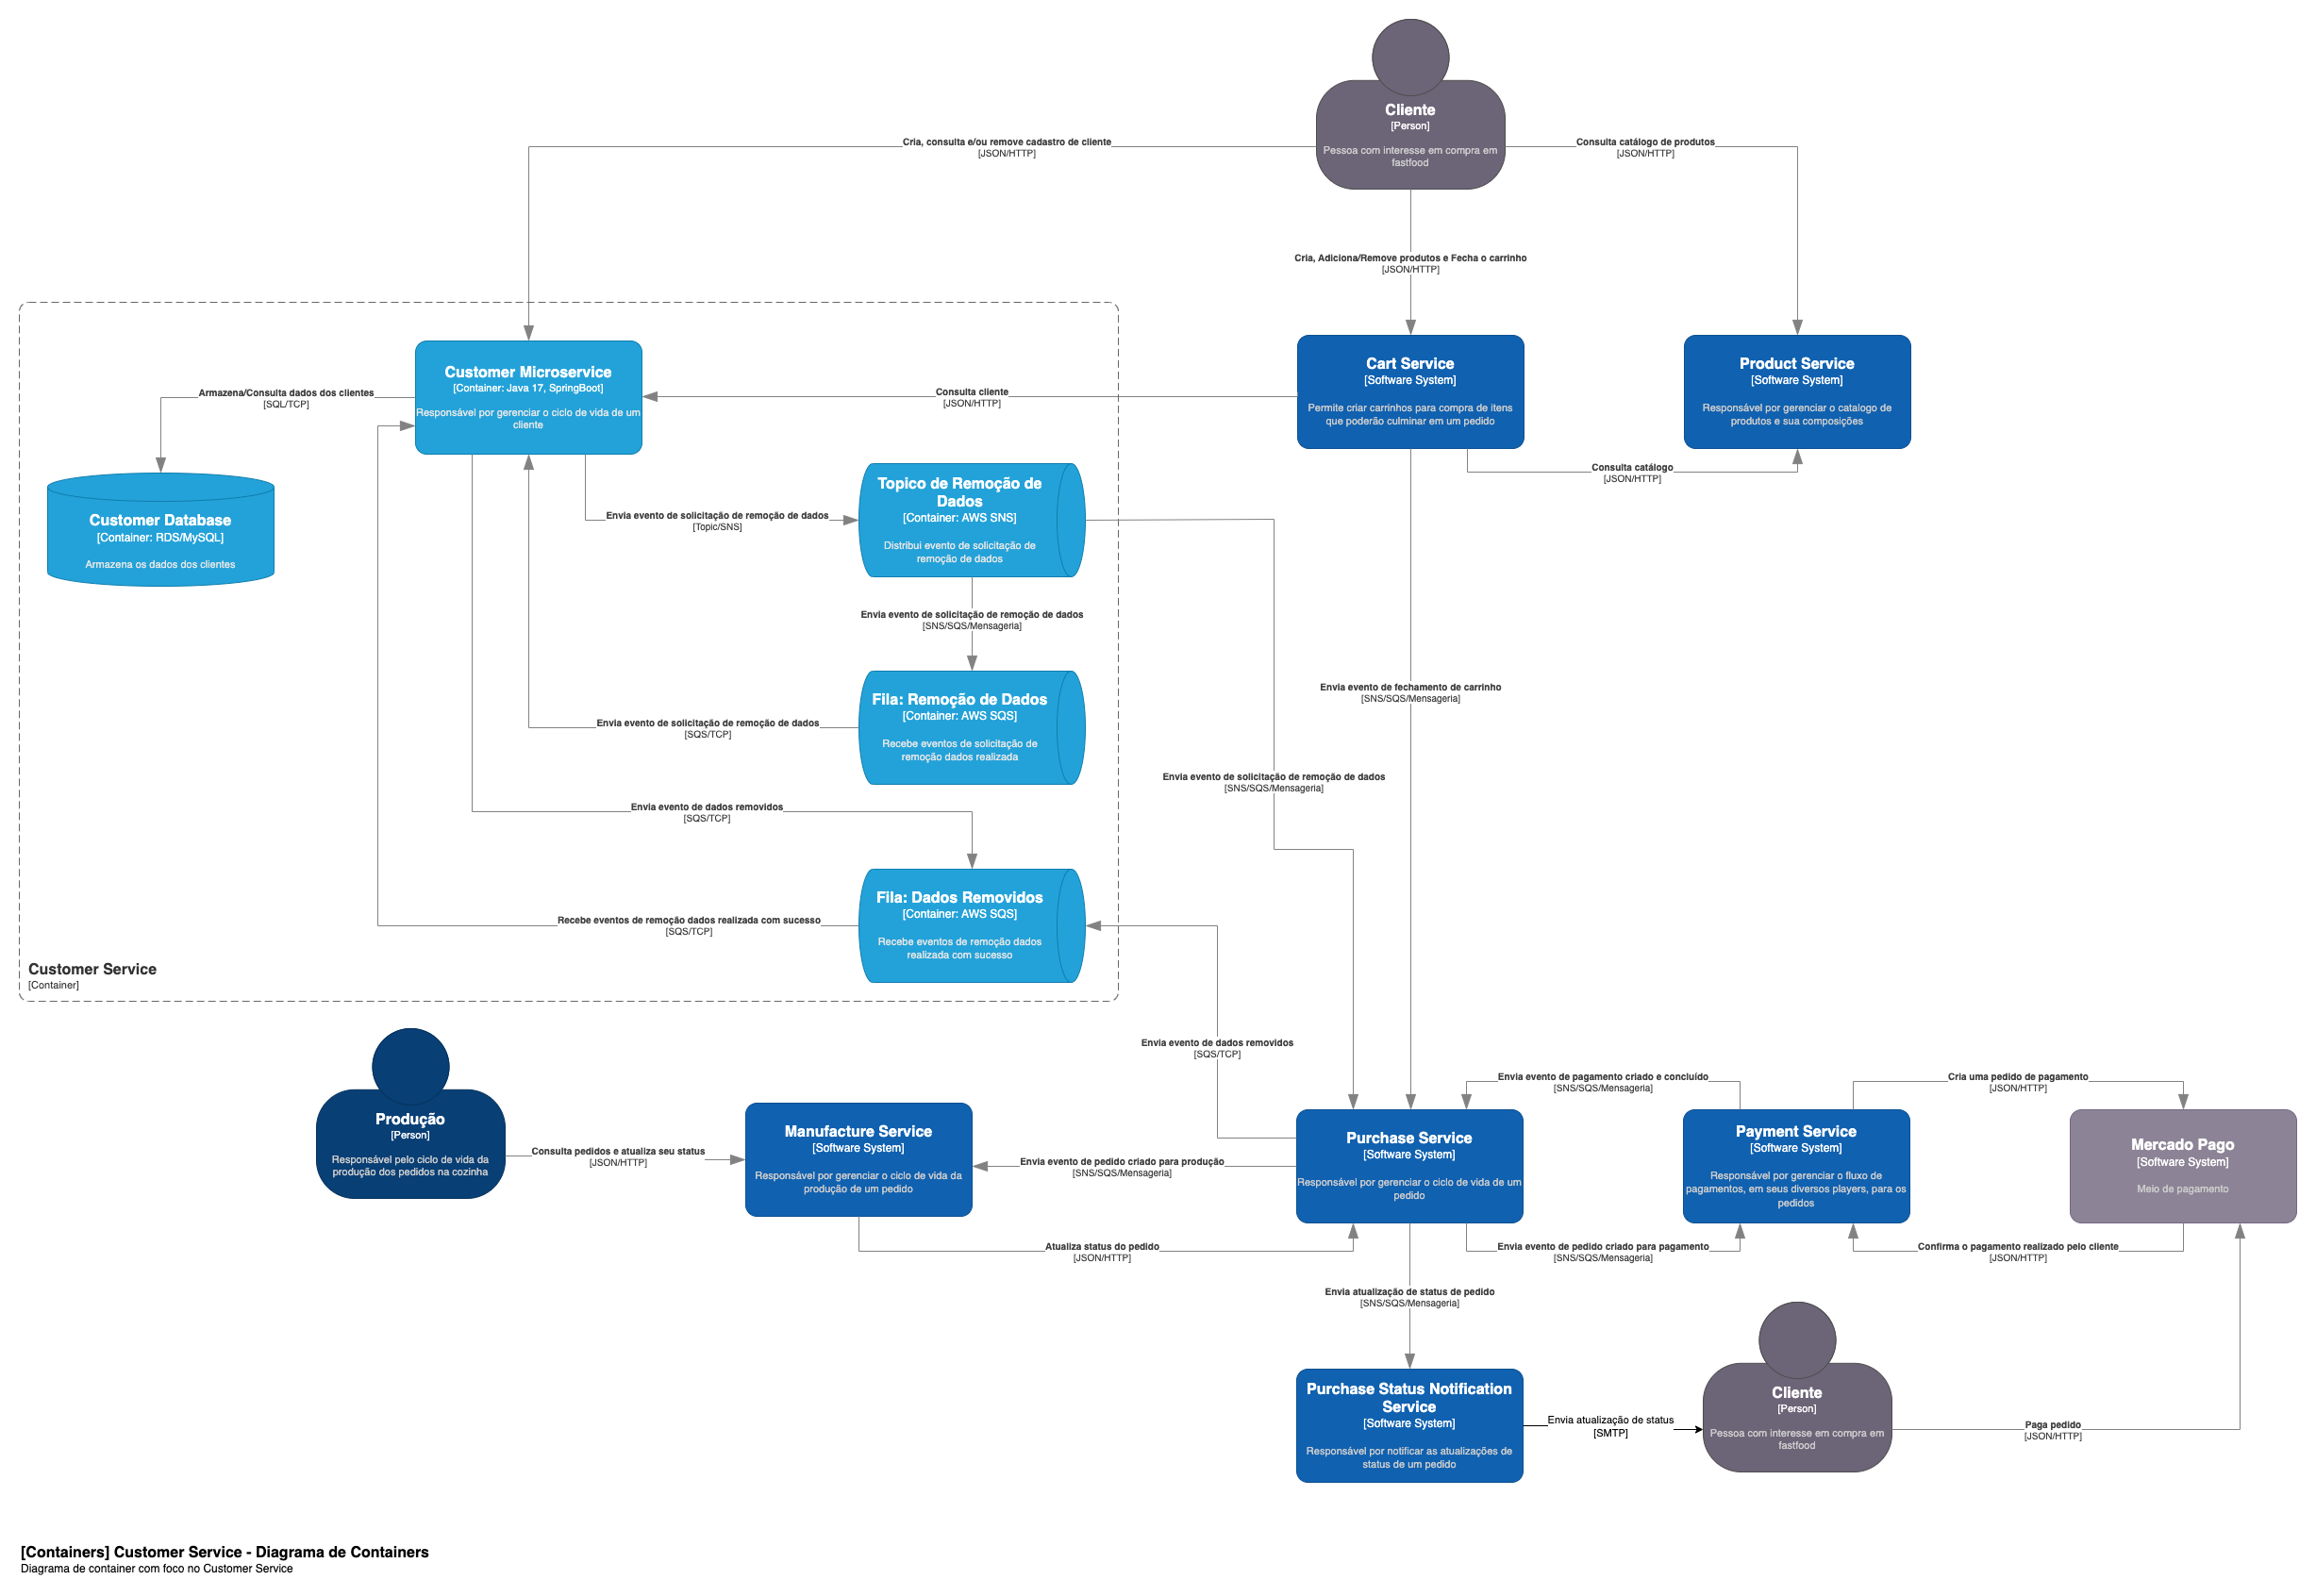 Cliente
[Person]
Pessoa com interesse em compra em
fastfood
Cria, consulta e/ou remove cadastro de cliente
[JSON/HTTP]
Consulta catálogo de produtos
[JSON/HTTP]
Cria, Adiciona/Remove produtos e Fecha o carrinho
[JSON/HTTP]
Customer Microservice
[Container: Java 17, SpringBoot]
Responsável por gerenciar o ciclo de vida de um
cliente
Cart Service
[Software System]
Permite criar carrinhos para compra de itens
que poderão culminar em um pedido
Product Service
[Software System]
Responsável por gerenciar o catalogo de
produtos e sua composições
Armazena/Consulta dados dos clientes
[SQL/TCP]
Consulta cliente
[JSON/HTTP]
Consulta catálogo
[JSON/HTTP]
Customer Database
[Container: RDS/MySQL]
Armazena os dados dos clientes
Envia evento de solicitação de remoção de dados
[Topic/SNS]
Topico de Remoção de
Dados
[Container: AWS SNS]
Distribui evento de solicitação de
remoção de dados
Envia evento de solicitação de remoção de dados
[SNS/SQS/Mensageria]
Fila: Remoção de Dados
[Container: AWS SQS]
Recebe eventos de solicitação de
remoção dados realizada
Envia evento de solicitação de remoção de dados
[SQS/TCP]
Envia evento de fechamento de carrinho
[SNS/SQS/Mensageria]
Envia evento de solicitação de remoção de dados
[SNS/SQS/Mensageria]
Envia evento de dados removidos
[SQS/TCP]
Fila: Dados Removidos
[Container: AWS SQS]
Recebe eventos de remoção dados
realizada com sucesso
Recebe eventos de remoção dados realizada com sucesso
[SQS/TCP]
Customer Service
[Container]
Envia evento de dados removidos
[SQS/TCP]
Produção
[Person]
Responsável pelo ciclo de vida da
produção dos pedidos na cozinha
Consulta pedidos e atualiza seu status
[JSON/HTTP]
Manufacture Service
[Software System]
Responsável por gerenciar o ciclo de vida da
produção de um pedido
Envia evento de pedido criado para produção
[SNS/SQS/Mensageria]
Atualiza status do pedido
[JSON/HTTP]
Purchase Service
[Software System]
Responsável por gerenciar o ciclo de vida de um
pedido
Envia evento de pagamento criado e concluído
[SNS/SQS/Mensageria]
Envia evento de pedido criado para pagamento
[SNS/SQS/Mensageria]
Payment Service
[Software System]
Responsável por gerenciar o fluxo de
pagamentos, em seus diversos players, para os
pedidos
Cria uma pedido de pagamento
[JSON/HTTP]
Confirma o pagamento realizado pelo cliente
[JSON/HTTP]
Mercado Pago
[Software System]
Meio de pagamento
Envia atualização de status de pedido
[SNS/SQS/Mensageria]
Purchase Status Notification
Service
[Software System]
Responsável por notificar as atualizações de
status de um pedido
Envia atualização de status
[SMTP]
Cliente
[Person]
Pessoa com interesse em compra em
fastfood
Paga pedido
[JSON/HTTP]
[Containers] Customer Service - Diagrama de Containers
Diagrama de container com foco no Customer Service